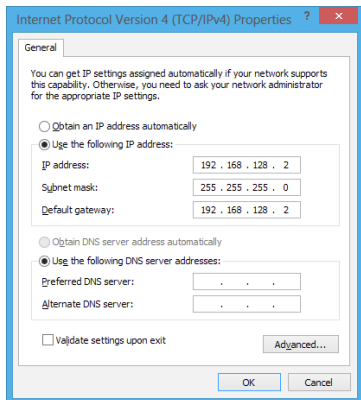 Internet Protocol Version 4 (TCP/IPv4) Properties ? ×
General
You can get IP settings assigned automatically if your network supports
this capability. Otherwise, you need to ask your network administrator
for the appropriate IP settings.
Obtain an IP address automatically
Use the following IP address:
IP address: 192 . 168 . 128 . 2
Subnet mask: 255 . 255 . 255 . 0
Default gateway: 192 . 168 . 128 . 2
Obtain DNS server address automatically
Use the following DNS server addresses:
Preferred DNS server: . . .
Alternate DNS server: . . .
Validate settings upon exit
Advanced...
OK Cancel